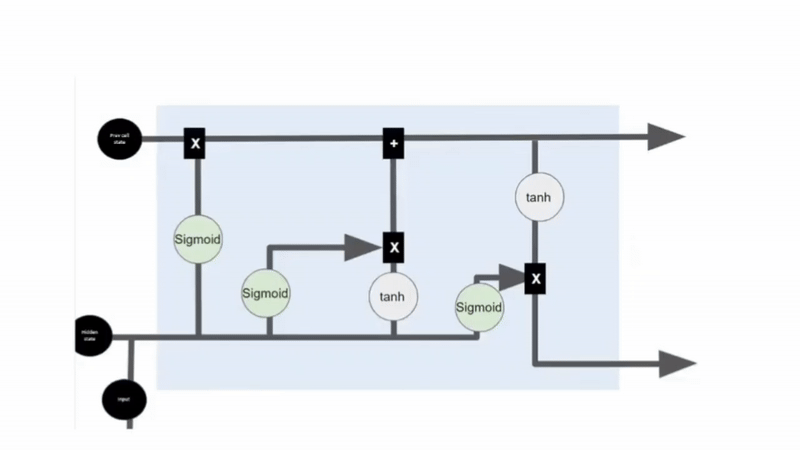 Prev cell
state
X
+
tanh
Sigmoid
X
Sigmoid
tanh
Sigmoid
X
Hidden
state
Input